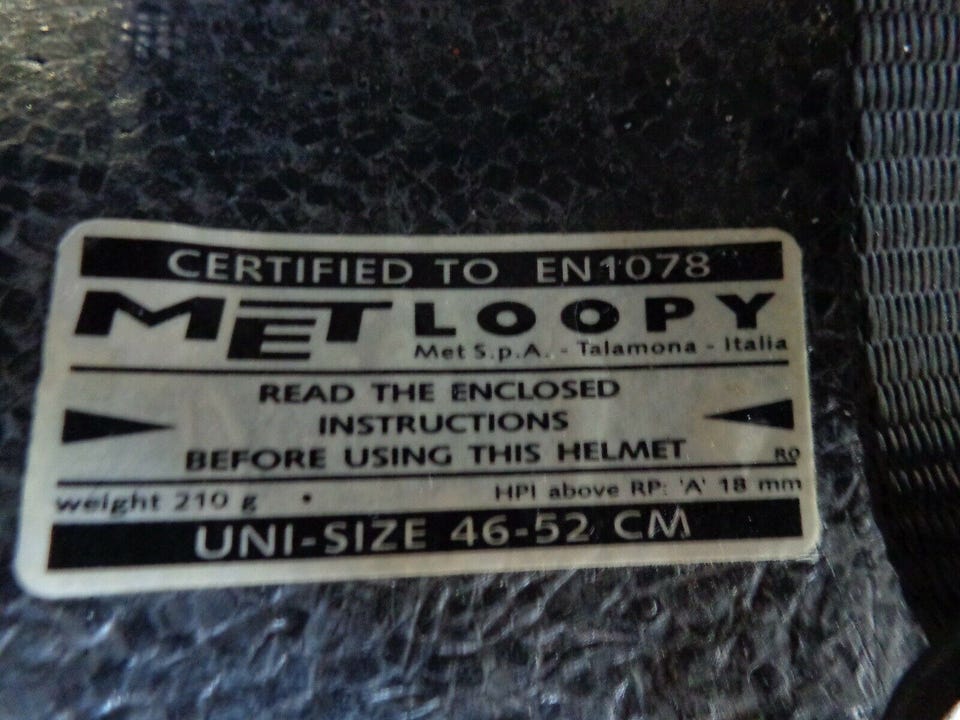 CERTIFIED TO EN1078
MET LOOPY
Met S.p.A. - Talamona - Italia
READ THE ENCLOSED
INSTRUCTIONS
BEFORE USING THIS HELMET
R0
weight 210 g • HPI above RP: 'A' 18 mm
UNI-SIZE 46-52 CM